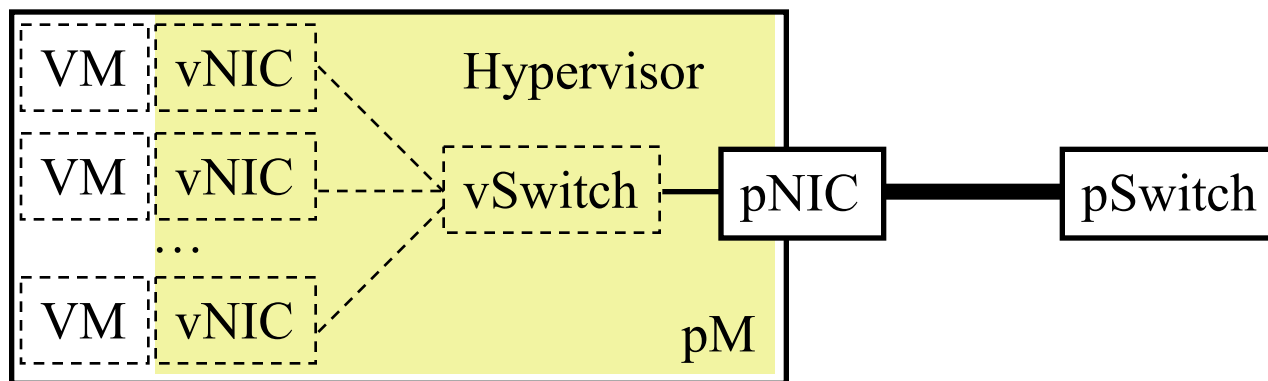 VM vNIC Hypervisor
VM vNIC vSwitch pNIC pSwitch
...
VM vNIC pM